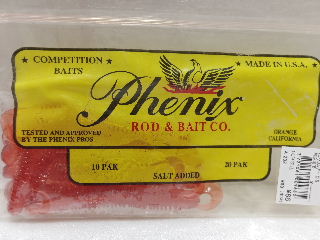 ★ COMPETITION BAITS ★
★ MADE IN U.S.A. ★
Phenix
ROD & BAIT CO.
TESTED AND APPROVED
BY THE PHENIX PROS
ORANGE
CALIFORNIA
10 PAK
20 PAK
SALT ADDED